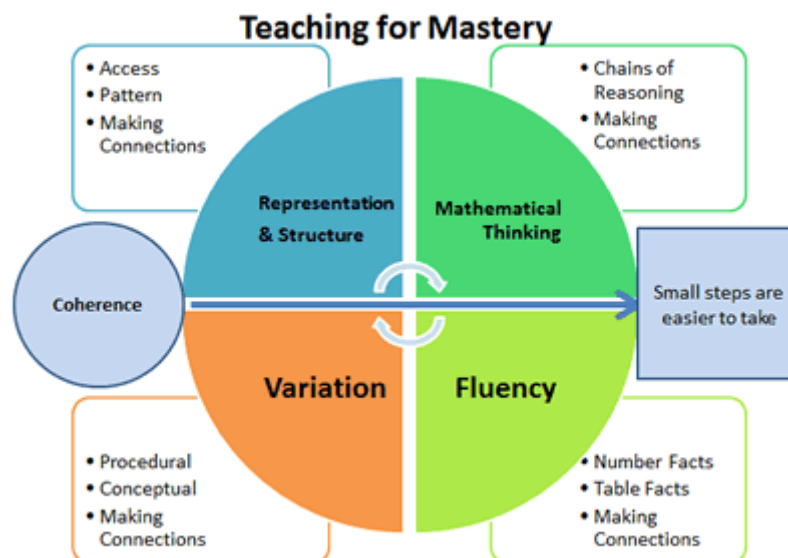 Teaching for Mastery
• Access
• Pattern
• Making
Connections
• Chains of
Reasoning
• Making
Connections
Representation
& Structure
Mathematical
Thinking
Coherence
Small steps are
easier to take
Variation
Fluency
• Procedural
• Conceptual
• Making
Connections
• Number Facts
• Table Facts
• Making
Connections